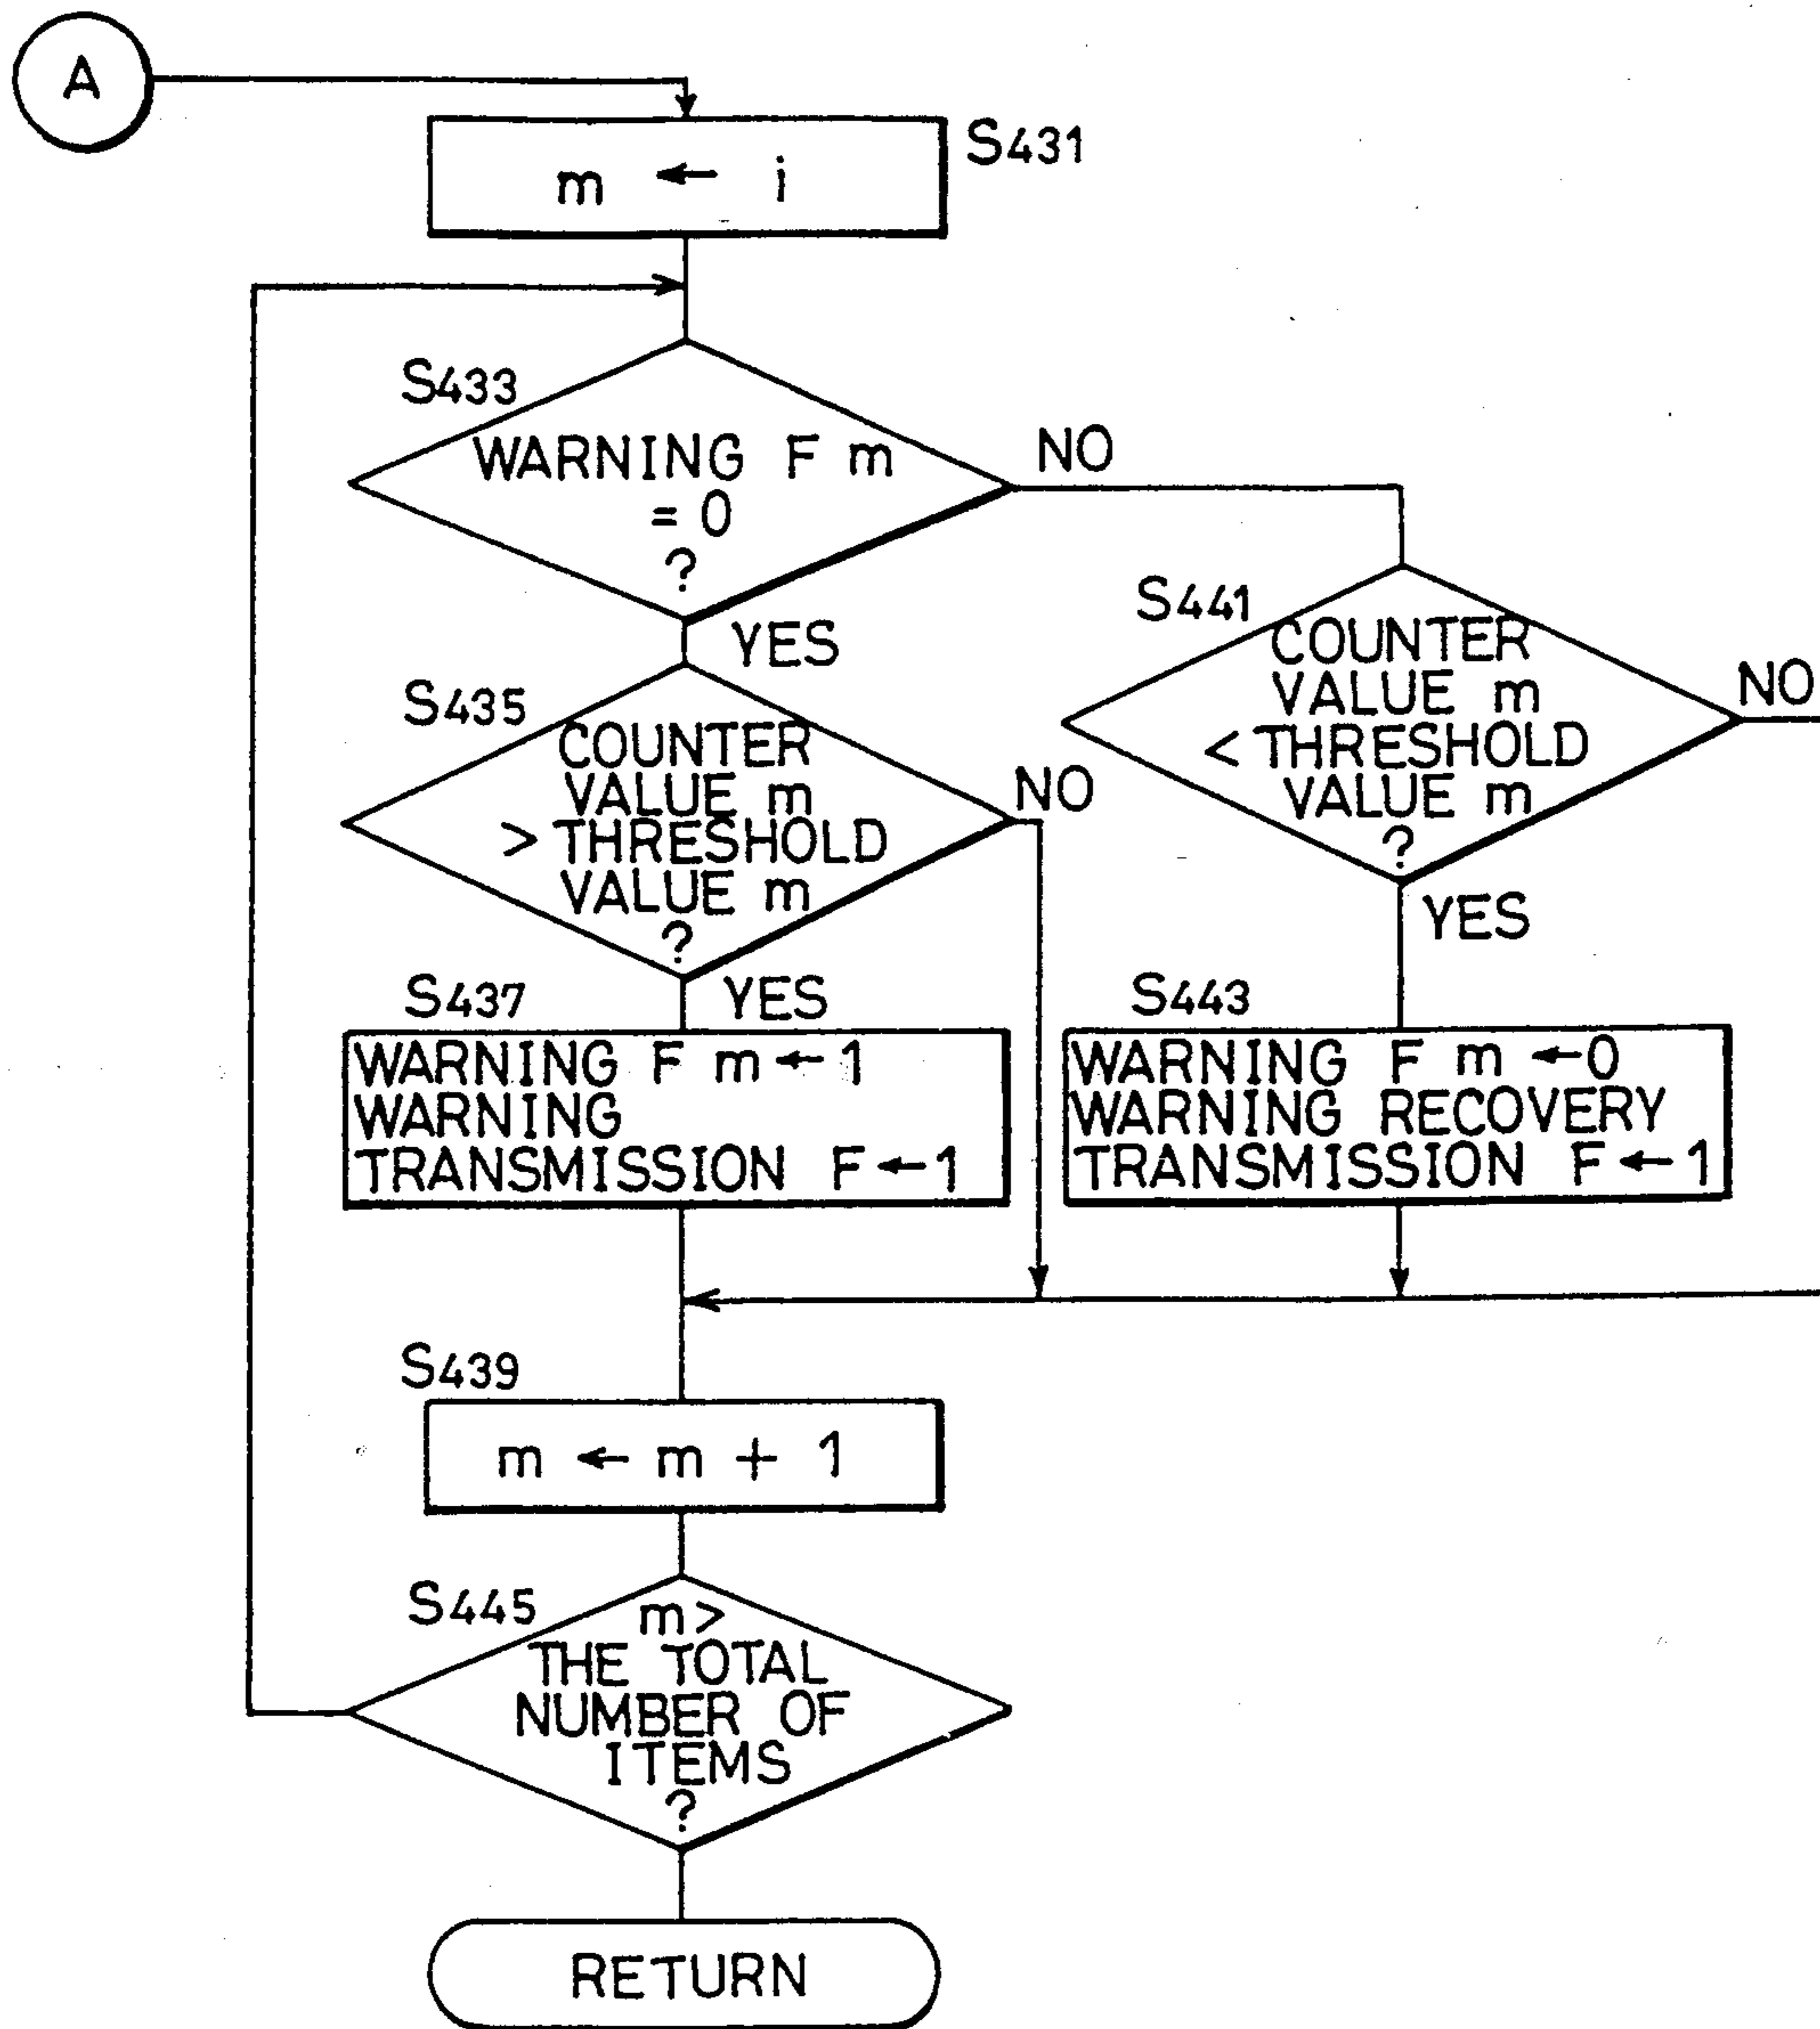 A
S431
m ← i
S433
WARNING F m
= 0
?
NO
YES
S441
COUNTER
VALUE m
< THRESHOLD
VALUE m
?
NO
YES
S435
COUNTER
VALUE m
> THRESHOLD
VALUE m
?
NO
YES
S437
WARNING F m ← 1
WARNING
TRANSMISSION F ← 1
S443
WARNING F m ← 0
WARNING RECOVERY
TRANSMISSION F ← 1
S439
m ← m + 1
S445
m >
THE TOTAL
NUMBER OF
ITEMS
?
RETURN